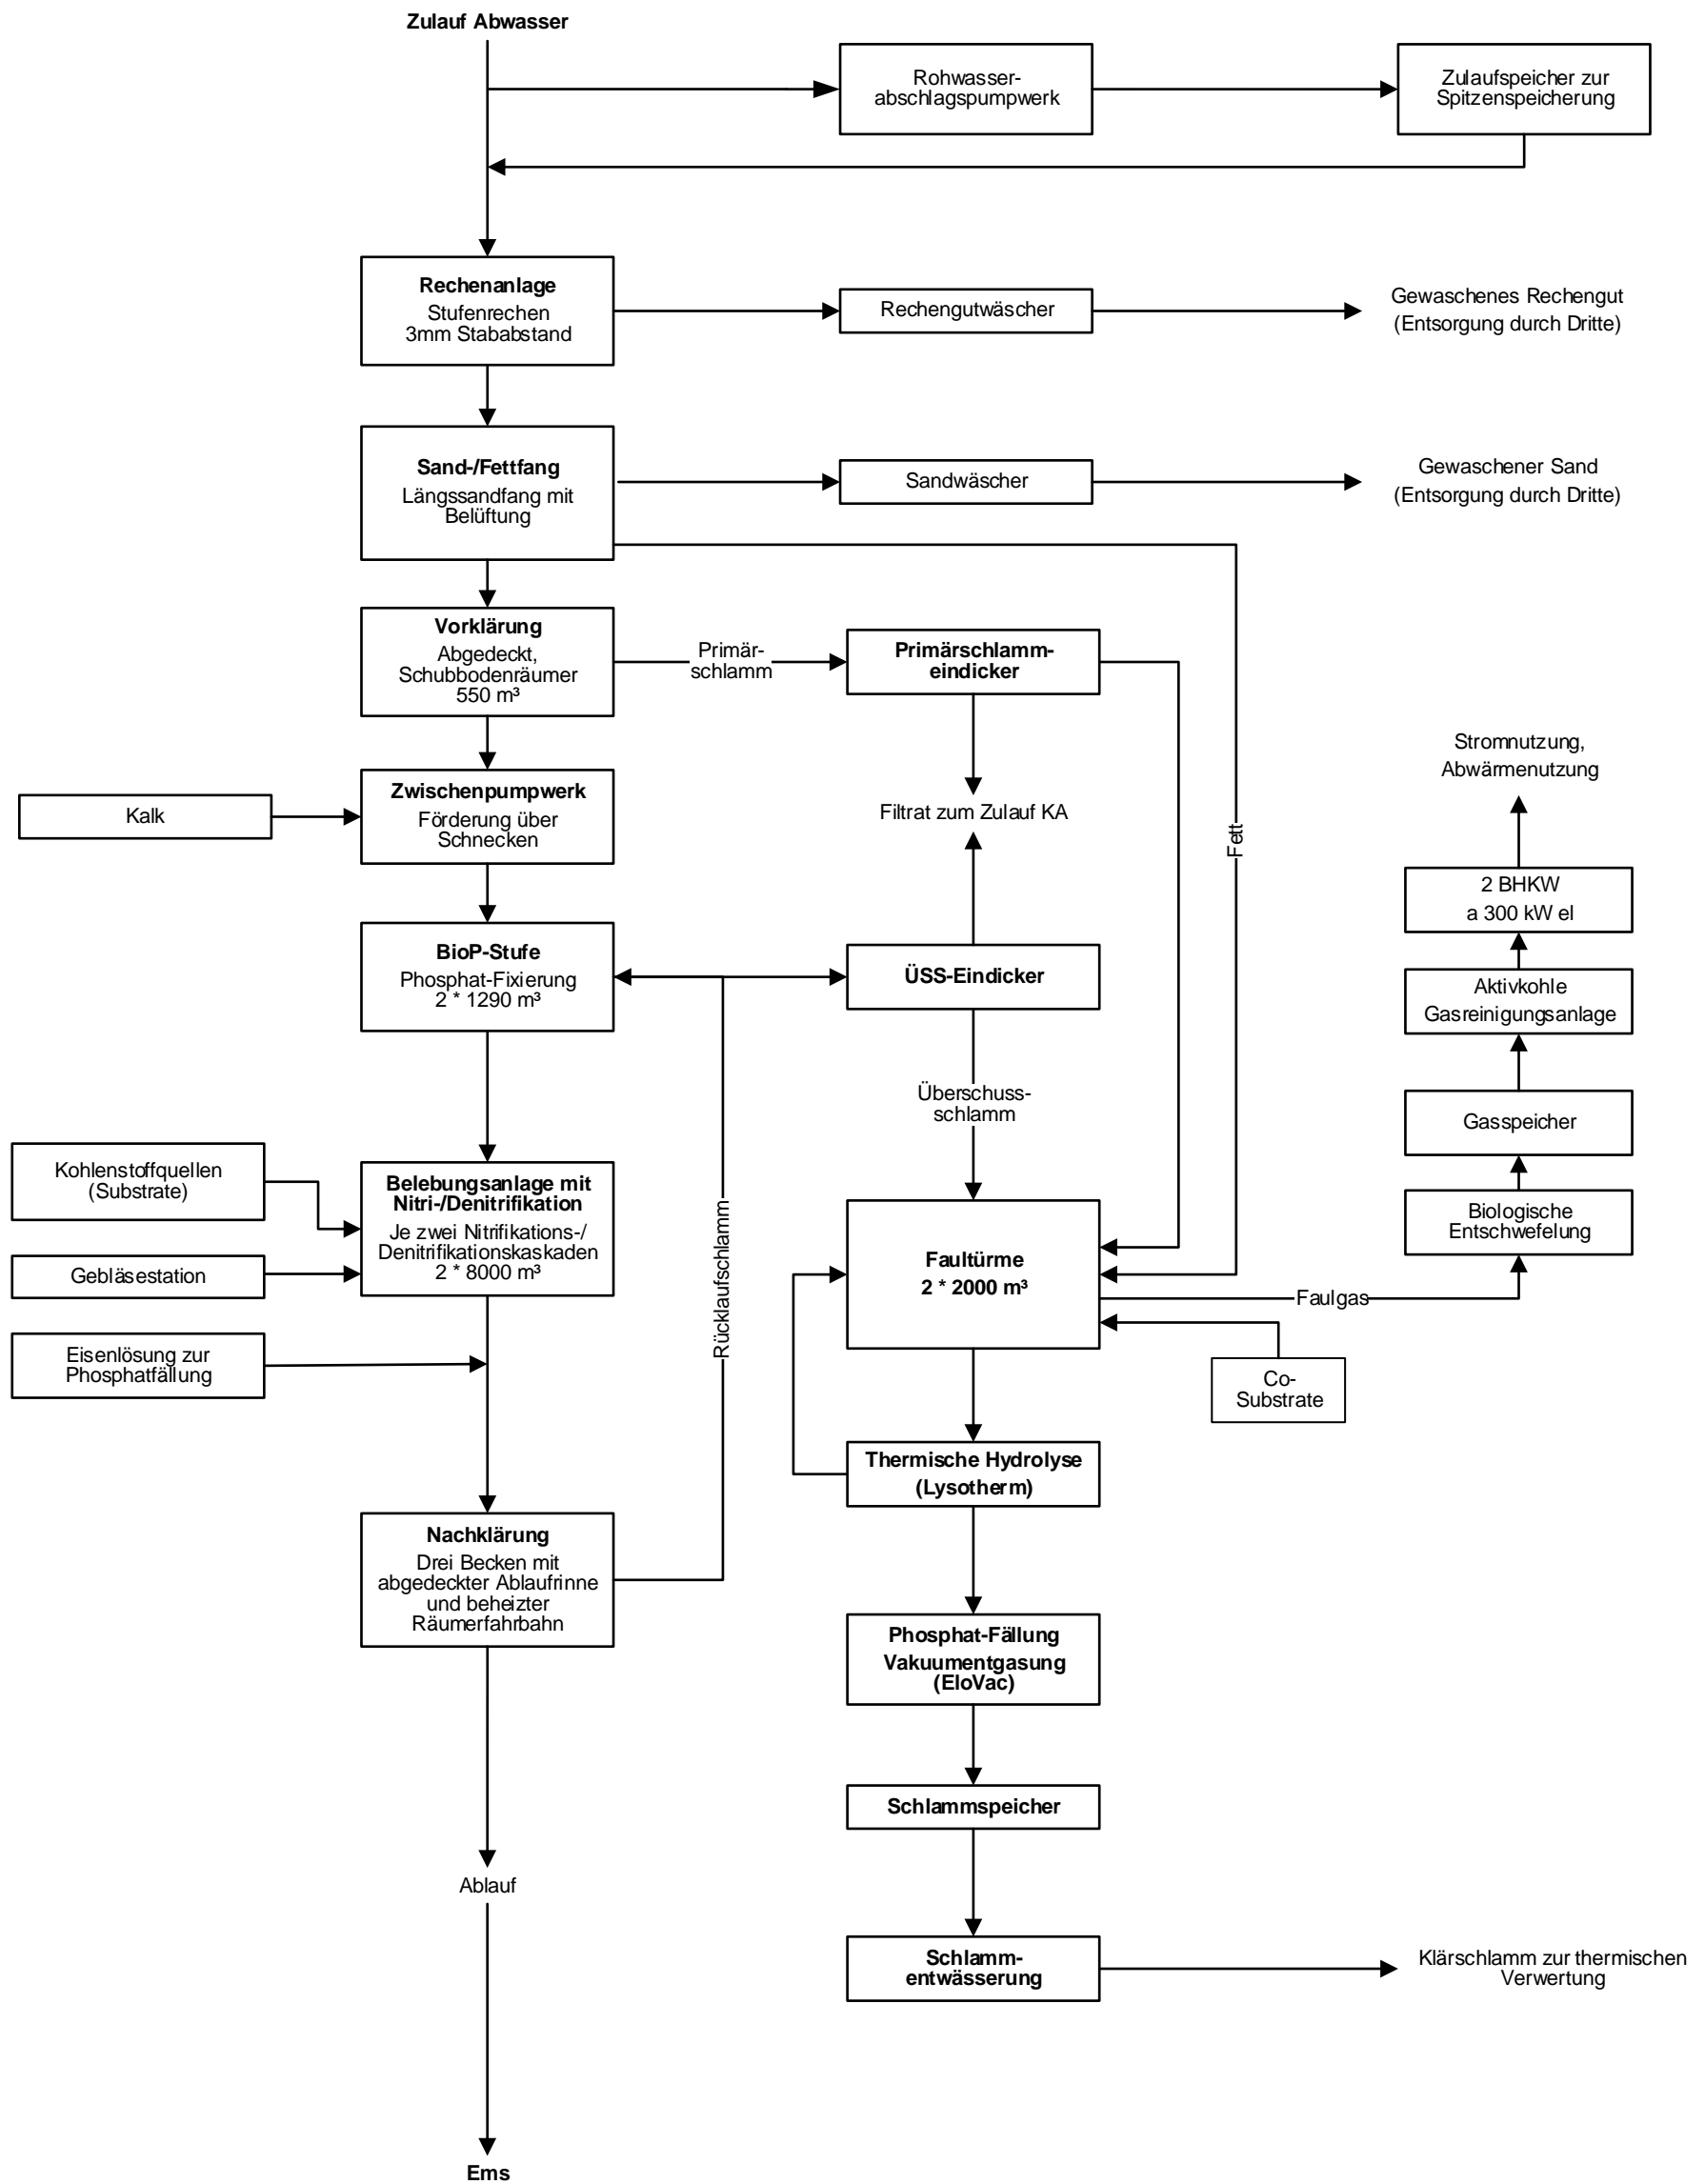 Zulauf Abwasser
Rohwasser-
abschlagspumpwerk
Zulaufspeicher zur
Spitzenspeicherung
Rechenanlage
Stufenrechen
3mm Stababstand
Rechengutwäscher
Gewaschenes Rechengut
(Entsorgung durch Dritte)
Sand-/Fettfang
Längssandfang mit
Belüftung
Sandwäscher
Gewaschener Sand
(Entsorgung durch Dritte)
Vorklärung
Abgedeckt,
Schubbodenräumer
550 m³
Primär-
schlamm
Primärschlamm-
eindicker
Stromnutzung,
Abwärmenutzung
Kalk
Zwischenpumpwerk
Förderung über
Schnecken
Filtrat zum Zulauf KA
Fett
2 BHKW
a 300 kW el
BioP-Stufe
Phosphat-Fixierung
2 * 1290 m³
ÜSS-Eindicker
Aktivkohle
Gasreinigungsanlage
Überschuss-
schlamm
Gasspeicher
Kohlenstoffquellen
(Substrate)
Belebungsanlage mit
Nitri-/Denitrifikation
Je zwei Nitrifikations-/
Denitrifikationskaskaden
2 * 8000 m³
Gebläsestation
Rücklaufschlamm
Biologische
Entschwefelung
Faultürme
2 * 2000 m³
Faulgas
Eisenlösung zur
Phosphatfällung
Co-
Substrate
Thermische Hydrolyse
(Lysotherm)
Nachklärung
Drei Becken mit
abgedeckter Ablaufrinne
und beheizter
Räumerfahrbahn
Phosphat-Fällung
Vakuumentgasung
(EloVac)
Schlammspeicher
Ablauf
Schlamm-
entwässerung
Klärschlamm zur thermischen
Verwertung
Ems